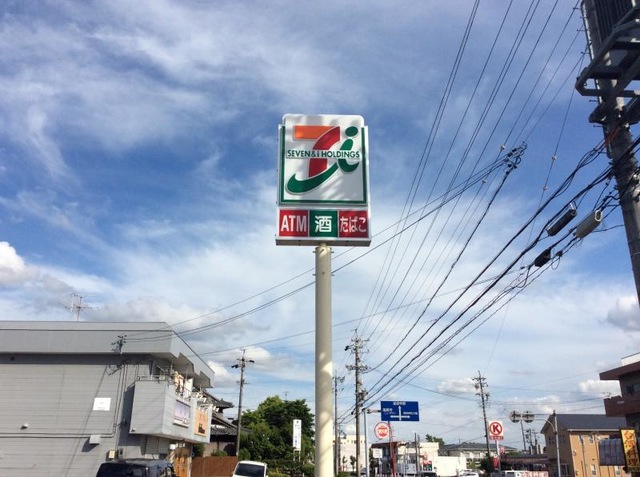 SEVEN&i HOLDINGS
ATM 酒 たばこ
K